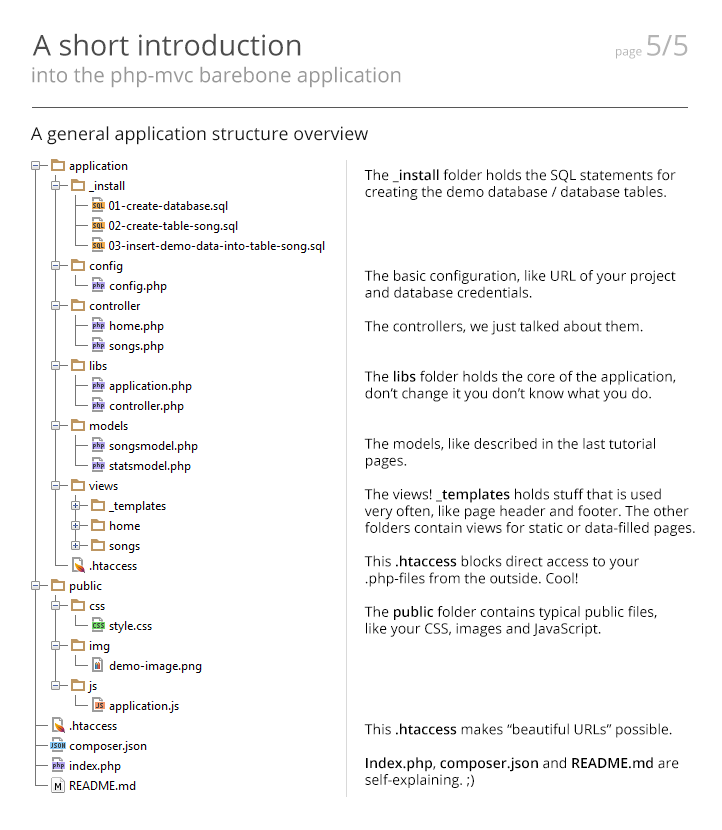 A short introduction
page 5/5
into the php-mvc barebone application
A general application structure overview
application
_install
01-create-database.sql
02-create-table-song.sql
03-insert-demo-data-into-table-song.sql
config
config.php
controller
home.php
songs.php
libs
application.php
controller.php
models
songsmodel.php
statsmodel.php
views
_templates
home
songs
.htaccess
public
css
style.css
img
demo-image.png
js
application.js
.htaccess
composer.json
index.php
README.md
The _install folder holds the SQL statements for
creating the demo database / database tables.
The basic configuration, like URL of your project
and database credentials.
The controllers, we just talked about them.
The libs folder holds the core of the application,
don't change it you don't know what you do.
The models, like described in the last tutorial
pages.
The views! _templates holds stuff that is used
very often, like page header and footer. The other
folders contain views for static or data-filled pages.
This .htaccess blocks direct access to your
.php-files from the outside. Cool!
The public folder contains typical public files,
like your CSS, images and JavaScript.
This .htaccess makes “beautiful URLs” possible.
Index.php, composer.json and README.md are
self-explaining. ;)